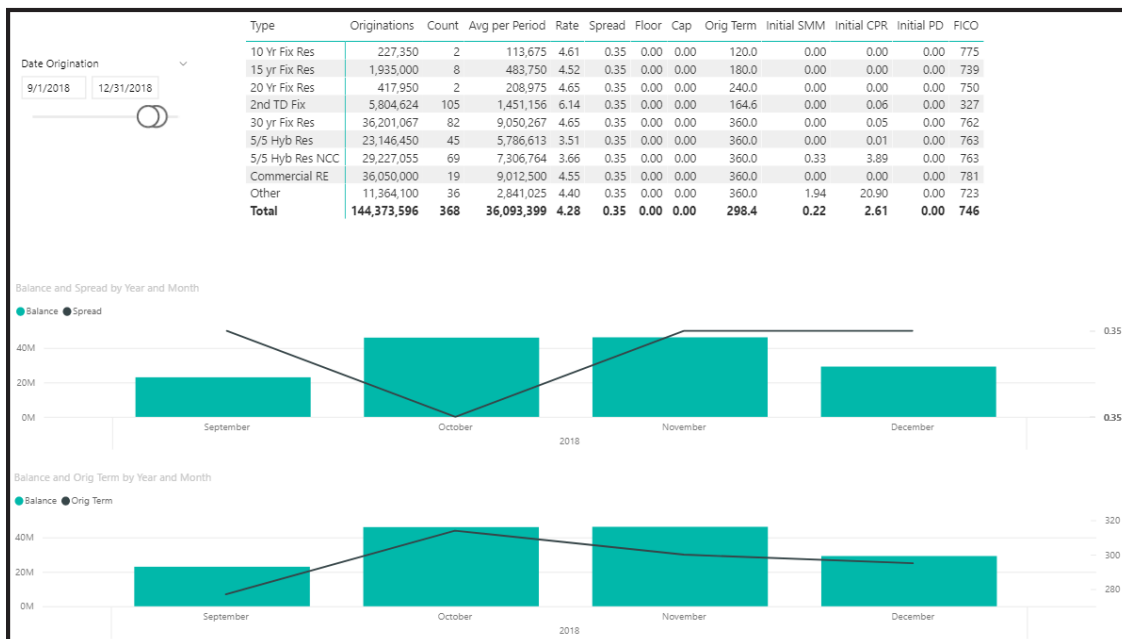 Type Originations Count Avg per Period Rate Spread Floor Cap Orig Term Initial SMM Initial CPR Initial PD FICO
10 Yr Fix Res 227,350 2 113,675 4.61 0.35 0.00 0.00 120.0 0.00 0.00 0.00 775
15 yr Fix Res 1,935,000 8 483,750 4.52 0.35 0.00 0.00 180.0 0.00 0.00 0.00 739
20 Yr Fix Res 417,950 2 208,975 4.65 0.35 0.00 0.00 240.0 0.00 0.00 0.00 750
2nd TD Fix 5,804,624 105 1,451,156 6.14 0.35 0.00 0.00 164.6 0.00 0.06 0.00 327
30 yr Fix Res 36,201,067 82 9,050,267 4.65 0.35 0.00 0.00 360.0 0.00 0.05 0.00 762
5/5 Hyb Res 23,146,450 45 5,786,613 3.51 0.35 0.00 0.00 360.0 0.00 0.01 0.00 763
5/5 Hyb Res NCC 29,227,055 69 7,306,764 3.66 0.35 0.00 0.00 360.0 0.33 3.89 0.00 763
Commercial RE 36,050,000 19 9,012,500 4.55 0.35 0.00 0.00 360.0 0.00 0.00 0.00 781
Other 11,364,100 36 2,841,025 4.40 0.35 0.00 0.00 360.0 1.94 20.90 0.00 723
Total 144,373,596 368 36,093,399 4.28 0.35 0.00 0.00 298.4 0.22 2.61 0.00 746
Date Origination
9/1/2018 12/31/2018
Balance and Spread by Year and Month
Balance Spread
40M
20M
0M
0.35
0.35
September October November December
2018
Balance and Orig Term by Year and Month
Balance Orig Term
40M
20M
0M
320
300
280
September October November December
2018